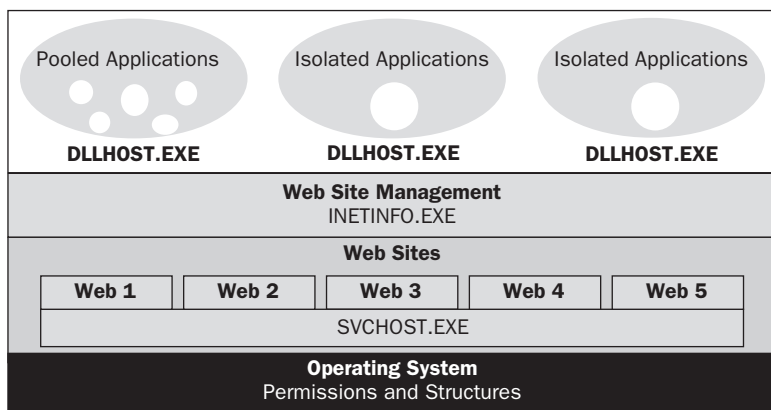 Pooled Applications
Isolated Applications
Isolated Applications
DLLHOST.EXE
DLLHOST.EXE
DLLHOST.EXE
Web Site Management
INETINFO.EXE
Web Sites
Web 1
Web 2
Web 3
Web 4
Web 5
SVCHOST.EXE
Operating System
Permissions and Structures